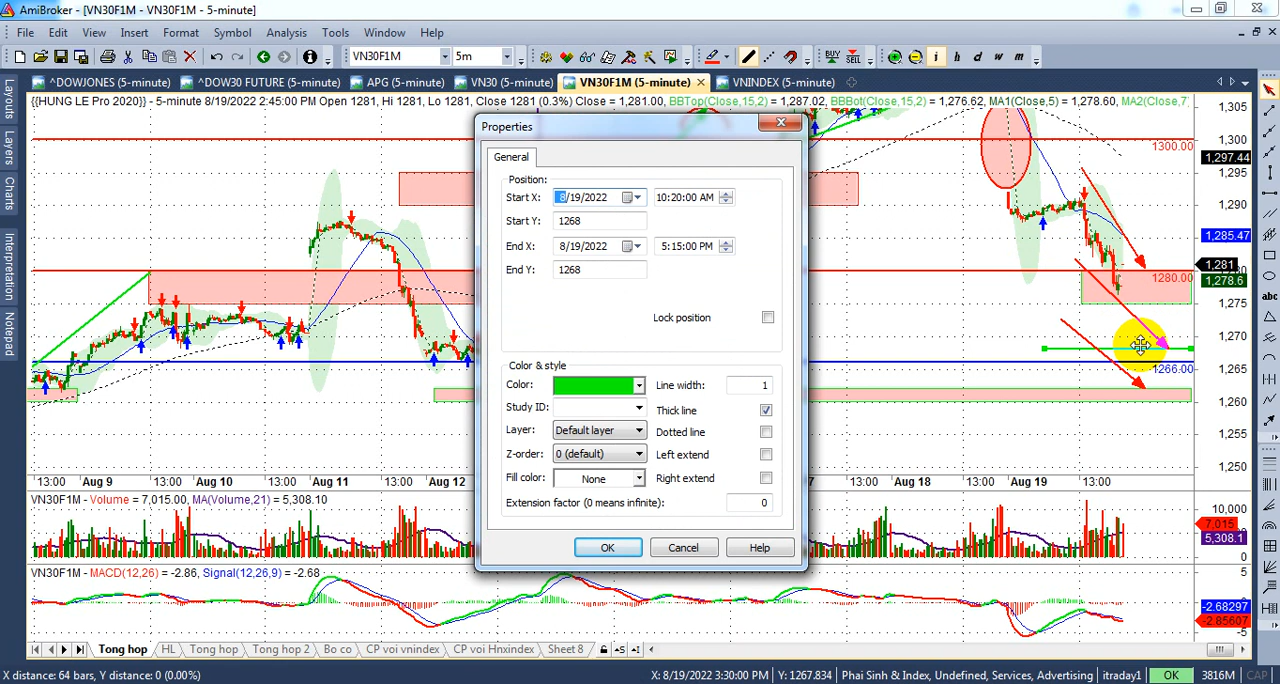 AmiBroker - [VN30F1M - VN30F1M - 5-minute]
File Edit View Insert Format Symbol Analysis Tools Window Help
VN30F1M 5m BUY SELL i h d w m
^DOWJONES (5-minute) ^DOW30 FUTURE (5-minute) APG (5-minute) VN30 (5-minute) VN30F1M (5-minute) VNINDEX (5-minute)
{{HUNG LE Pro 2020}} - 5-minute 8/19/2022 2:45:00 PM Open 1281, Hi 1281, Lo 1281, Close 1281 (0.3%) Close = 1,281.00, BBTop(Close,15,2) = 1,287.02, BBBot(Close,15,2) = 1,276.62, MA1(Close,5) = 1,278.60, MA2(Close,7)
Layouts
Layers
Charts
Interpretation
Notepad
Properties
General
Position:
Start X: 8/19/2022 10:20:00 AM
Start Y: 1268
End X: 8/19/2022 5:15:00 PM
End Y: 1268
Lock position
Color & style
Color: Line width: 1
Study ID: Thick line
Layer: Default layer Dotted line
Z-order: 0 (default) Left extend
Fill color: None Right extend
Extension factor (0 means infinite): 0
OK Cancel Help
1,305
1,300
1300.00
1,297.44
1,295
1,290
1,285.47
1,281
1280.00
1,278.6
1,275
1,270
1266.00
1,265
1,260
1,255
1,250
abc
13:00 Aug 9 13:00 Aug 10 13:00 Aug 11 13:00 Aug 12 13:00 Aug 18 13:00 Aug 19 13:00
VN30F1M - Volume = 7,015.00, MA(Volume,21) = 5,308.10
10,000
7,015
5,308.1
0
VN30F1M - MACD(12,26) = -2.86, Signal(12,26,9) = -2.68
5
-2.68297
-2.85607
-5
Tong hop HL Tong hop Tong hop 2 Bo co CP voi vnindex CP voi Hnxindex Sheet 8
X distance: 64 bars, Y distance: 0 (0.00%) X: 8/19/2022 3:30:00 PM Y: 1267.834 Phai Sinh & Index, Undefined, Services, Advertising itraday1 OK 3816M CAP